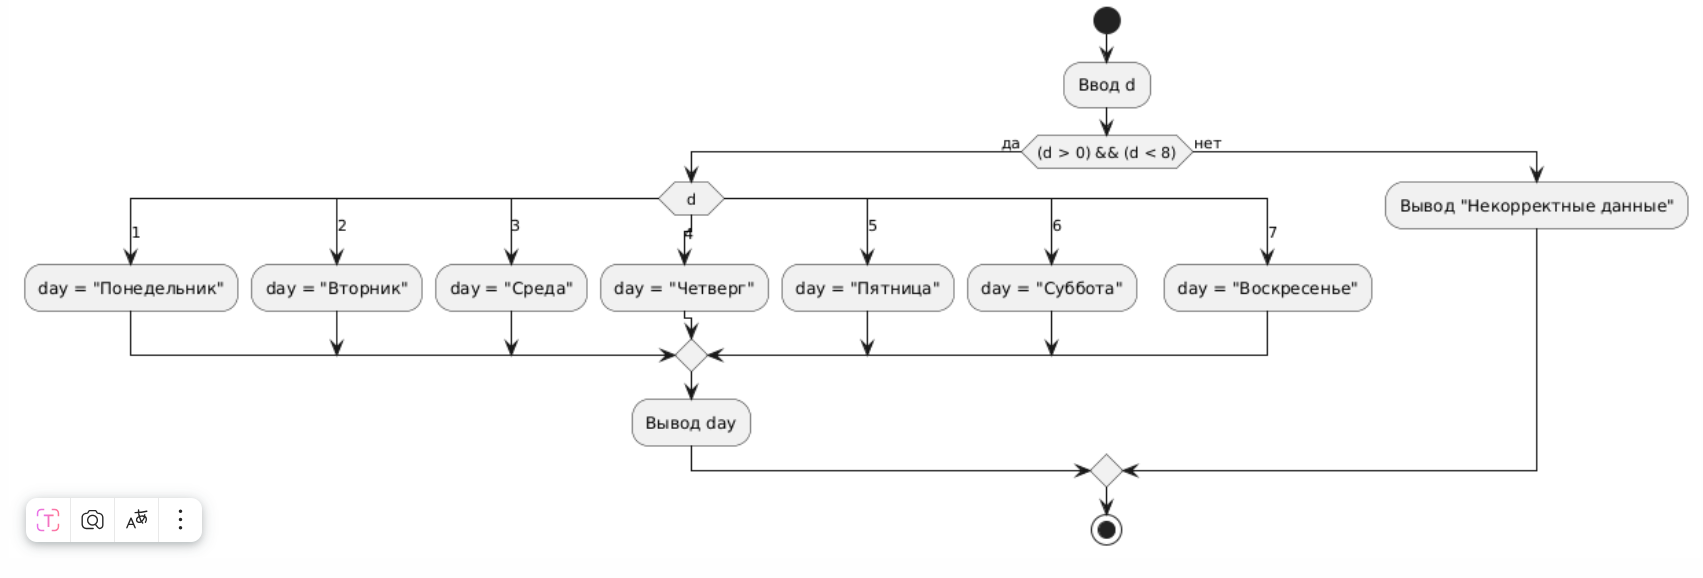 Ввод d
да
(d > 0) && (d < 8)
нет
d
Вывод "Некорректные данные"
1
2
3
4
5
6
7
day = "Понедельник"
day = "Вторник"
day = "Среда"
day = "Четверг"
day = "Пятница"
day = "Суббота"
day = "Воскресенье"
Вывод day